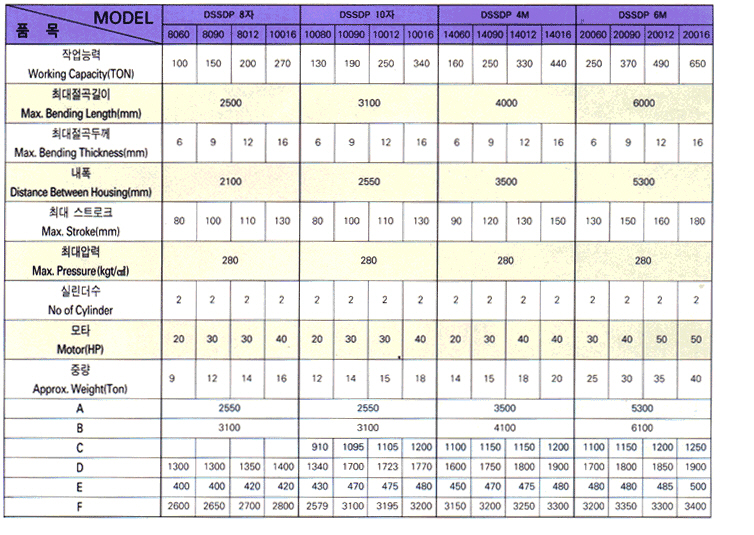 MODEL
품 목
DSSDP 8자 DSSDP 10자 DSSDP 4M DSSDP 6M
8060 8090 8012 10016 10080 10090 10012 10016 14060 14090 14012 14016 20060 20090 20012 20016
작업능력
Working Capacity(TON) 100 150 200 270 130 190 250 340 160 250 330 440 250 370 490 650
최대절곡길이
Max. Bending Length(mm) 2500 3100 4000 6000
최대절곡두께
Max. Bending Thickness(mm) 6 9 12 16 6 9 12 16 6 9 12 16 6 9 12 16
내폭
Distance Between Housing(mm) 2100 2550 3500 5300
최대 스트로크
Max. Stroke(mm) 80 100 110 130 80 100 110 130 90 120 130 150 130 150 160 180
최대압력
Max. Pressure(kgt/㎠) 280 280 280 280
실린더수
No of Cylinder 2 2 2 2 2 2 2 2 2 2 2 2 2 2 2 2
모타
Motor(HP) 20 30 30 40 20 30 30 40 20 30 40 40 30 40 50 50
중량
Approx. Weight(Ton) 9 12 14 16 12 14 15 18 14 15 18 20 25 30 35 40
A 2550 2550 3500 5300
B 3100 3100 4100 6100
C 910 1095 1105 1200 1100 1150 1150 1200 1100 1150 1200 1250
D 1300 1300 1350 1400 1340 1700 1723 1770 1600 1750 1800 1900 1700 1800 1850 1900
E 400 400 420 420 430 470 475 480 450 470 475 480 480 480 485 500
F 2600 2650 2700 2800 2579 3100 3195 3200 3150 3200 3250 3300 3200 3350 3300 3400